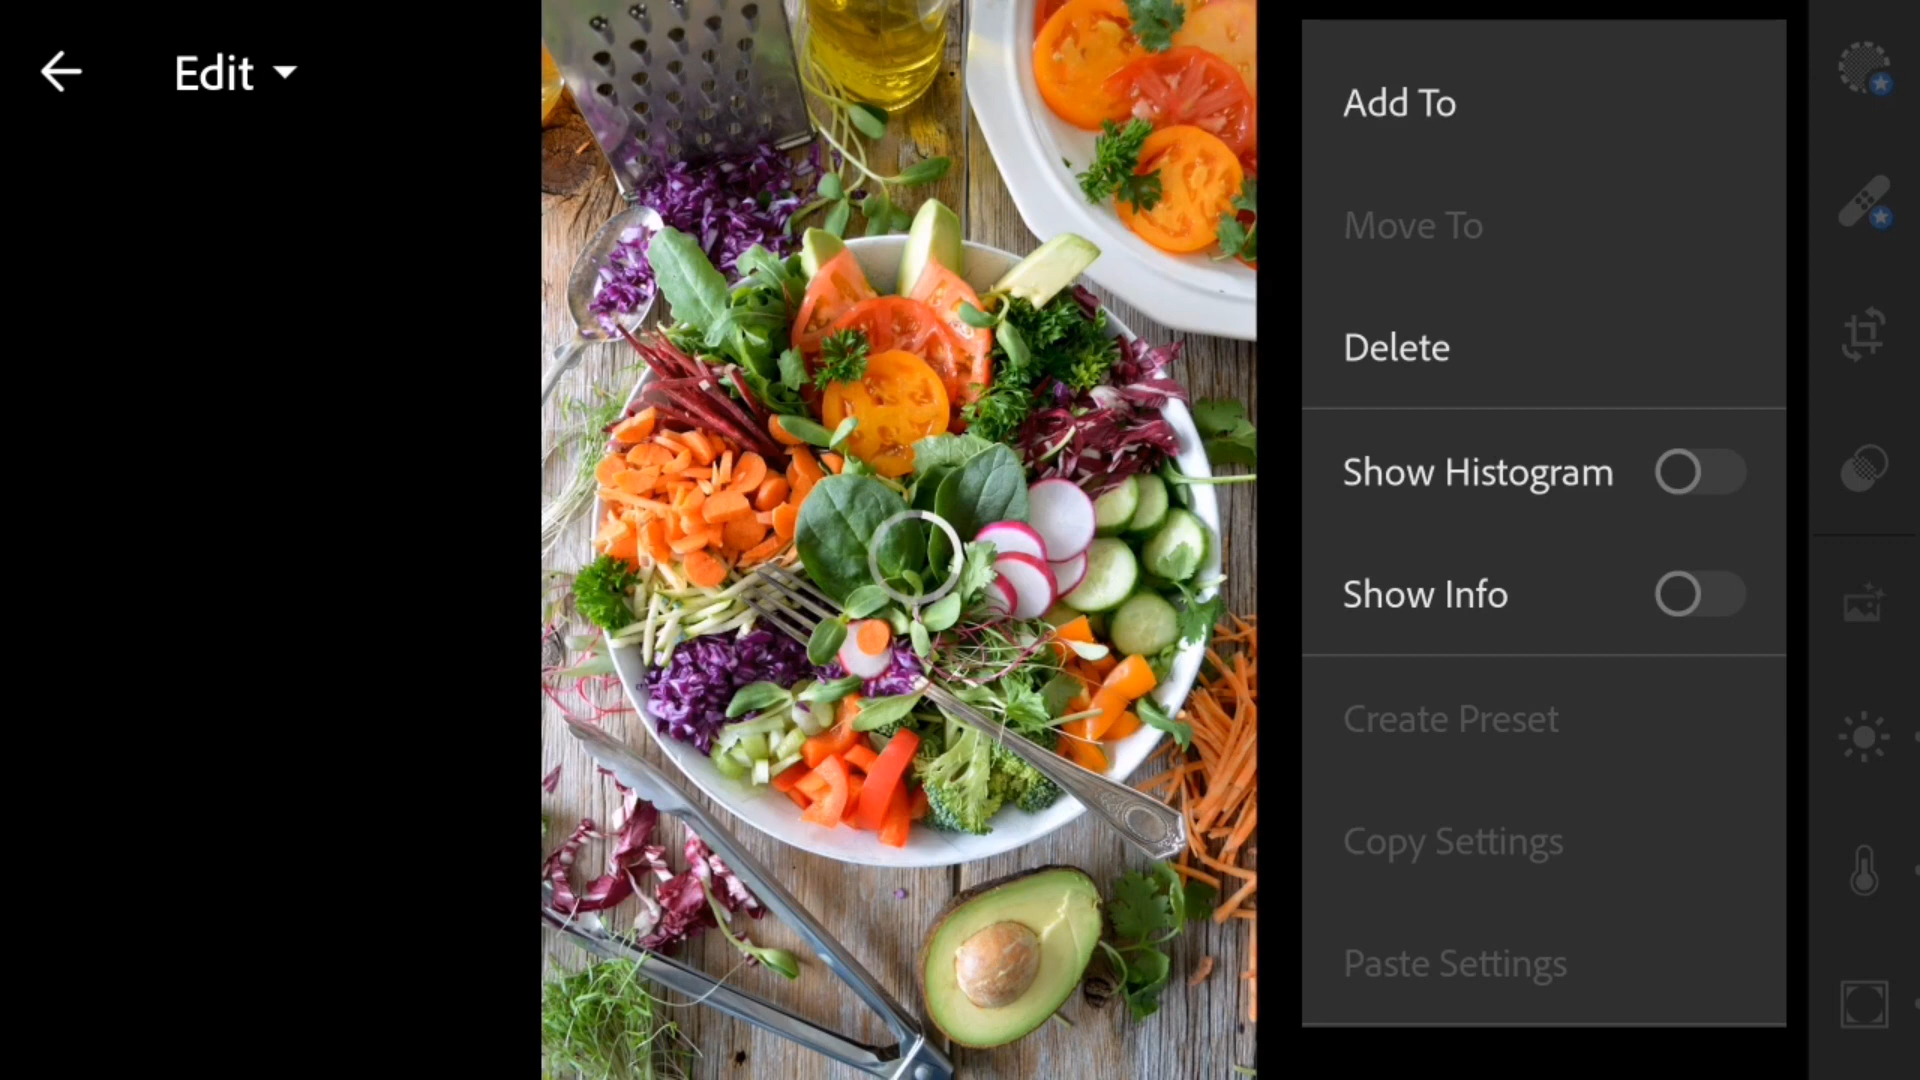 Edit
Add To
Move To
Delete
Show Histogram
Show Info
Create Preset
Copy Settings
Paste Settings